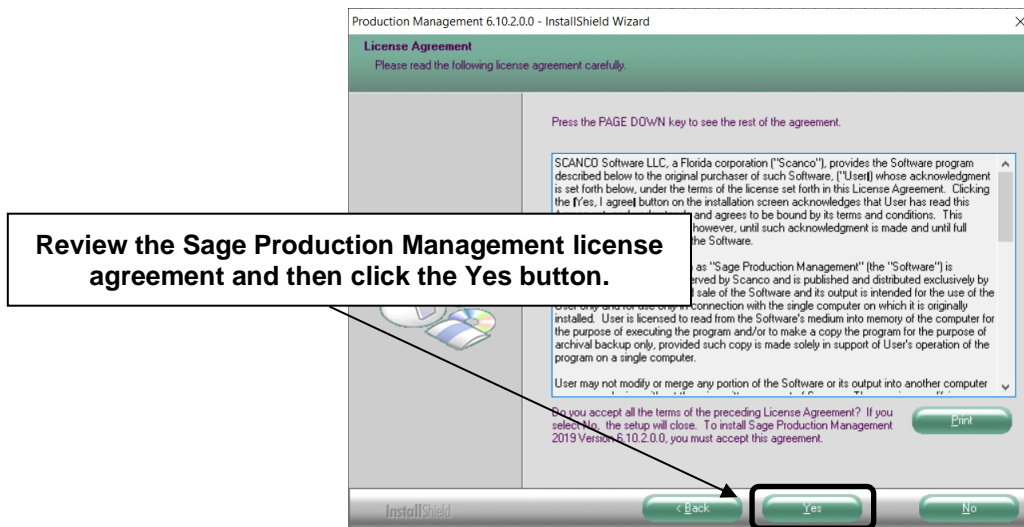 Production Management 6.10.2.0.0 - InstallShield Wizard
License Agreement
Please read the following license agreement carefully.
Press the PAGE DOWN key to see the rest of the agreement.
SCANCO Software LLC, a Florida corporation ("Scanco"), provides the Software program
described below to the original purchaser of such Software, ("User|) whose acknowledgment
is set forth below, under the terms of the license set forth in this License Agreement. Clicking
the |Yes, I agree| button on the installation screen acknowledges that User has read this
and agrees to be bound by its terms and conditions. This
however, until such acknowledgment is made and until full
the Software.
Review the Sage Production Management license
agreement and then click the Yes button.
as "Sage Production Management" (the "Software") is
erved by Scanco and is published and distributed exclusively by
sale of the Software and its output is intended for the use of the
User only and for use only in connection with the single computer on which it is originally
installed. User is licensed to read from the Software's medium into memory of the computer for
the purpose of executing the program and/or to make a copy the program for the purpose of
archival backup only, provided such copy is made solely in support of User's operation of the
program on a single computer.
User may not modify or merge any portion of the Software or its output into another computer
Do you accept all the terms of the preceding License Agreement? If you
select No, the setup will close. To install Sage Production Management
2019 Version 6.10.2.0.0, you must accept this agreement.
Print
InstallShield
< Back
Yes
No